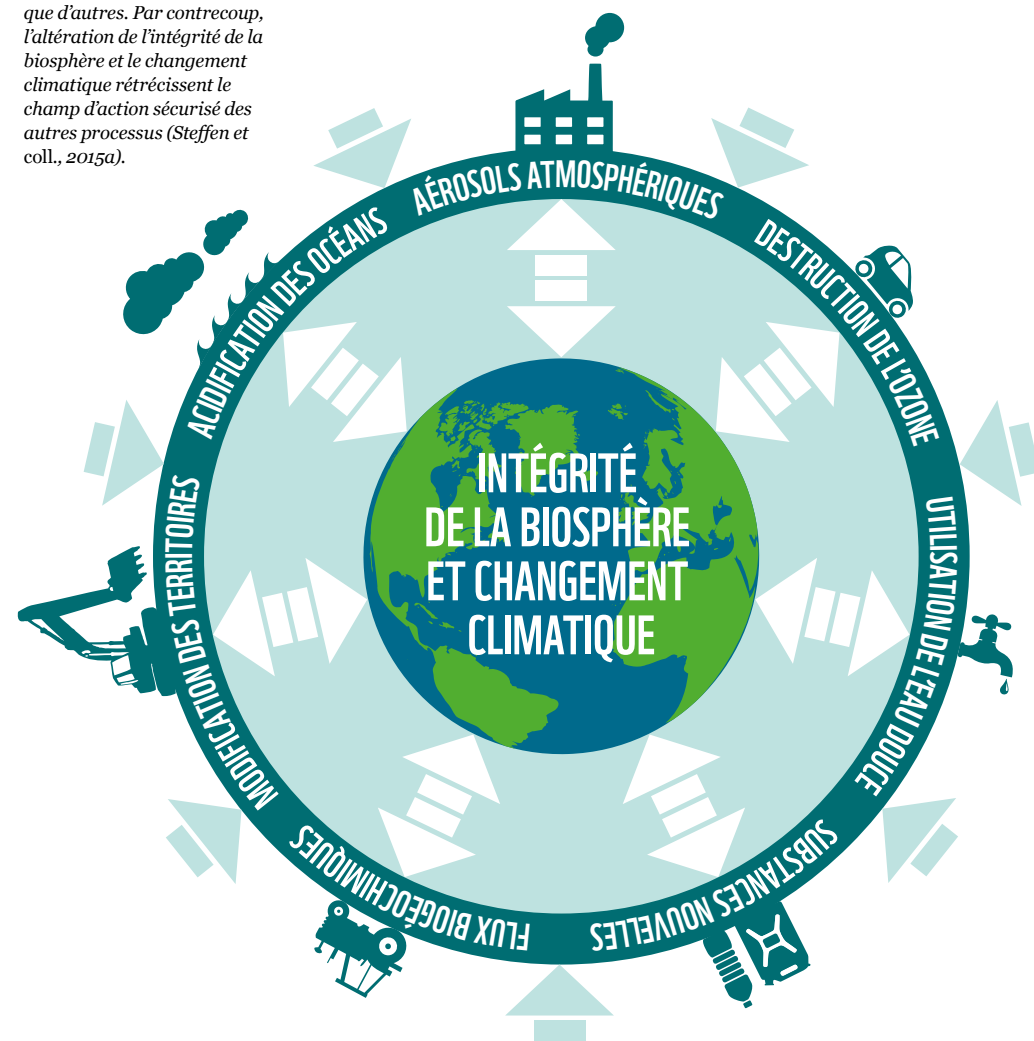 que d’autres. Par contrecoup,
l’altération de l’intégrité de la
biosphère et le changement
climatique rétrécissent le
champ d’action sécurisé des
autres processus (Steffen et
coll., 2015a).
AÉROSOLS ATMOSPHÉRIQUES
DESTRUCTION DE L’OZONE
UTILISATION DE L’EAU DOUCE
SUBSTANCES NOUVELLES
FLUX BIOGÉOCHIMIQUES
MODIFICATION DES TERRITOIRES
ACIDIFICATION DES OCÉANS
INTÉGRITÉ
DE LA BIOSPHÈRE
ET CHANGEMENT
CLIMATIQUE